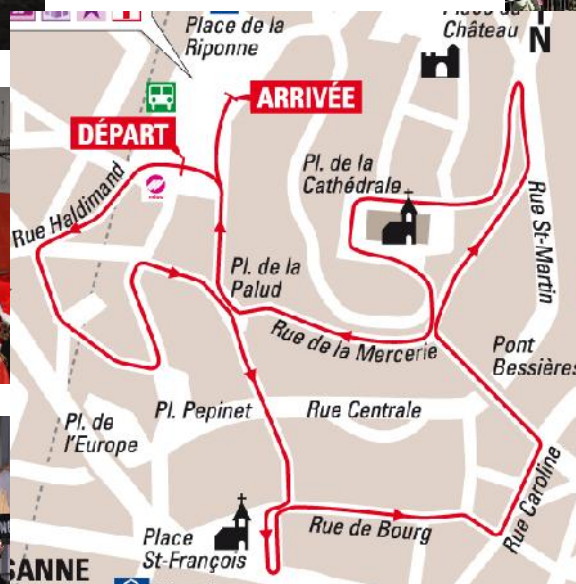 Place de la
Riponne
Château
N
ARRIVÉE
DÉPART
Pl. de la
Cathédrale
Rue Haldimand
Rue St-Martin
Pl. de la
Palud
Rue de la Mercerie
Pont
Bessières
Pl. Pepinet
Rue Centrale
Pl. de
l'Europe
Rue Caroline
Rue de Bourg
Place
St-François
SANNE